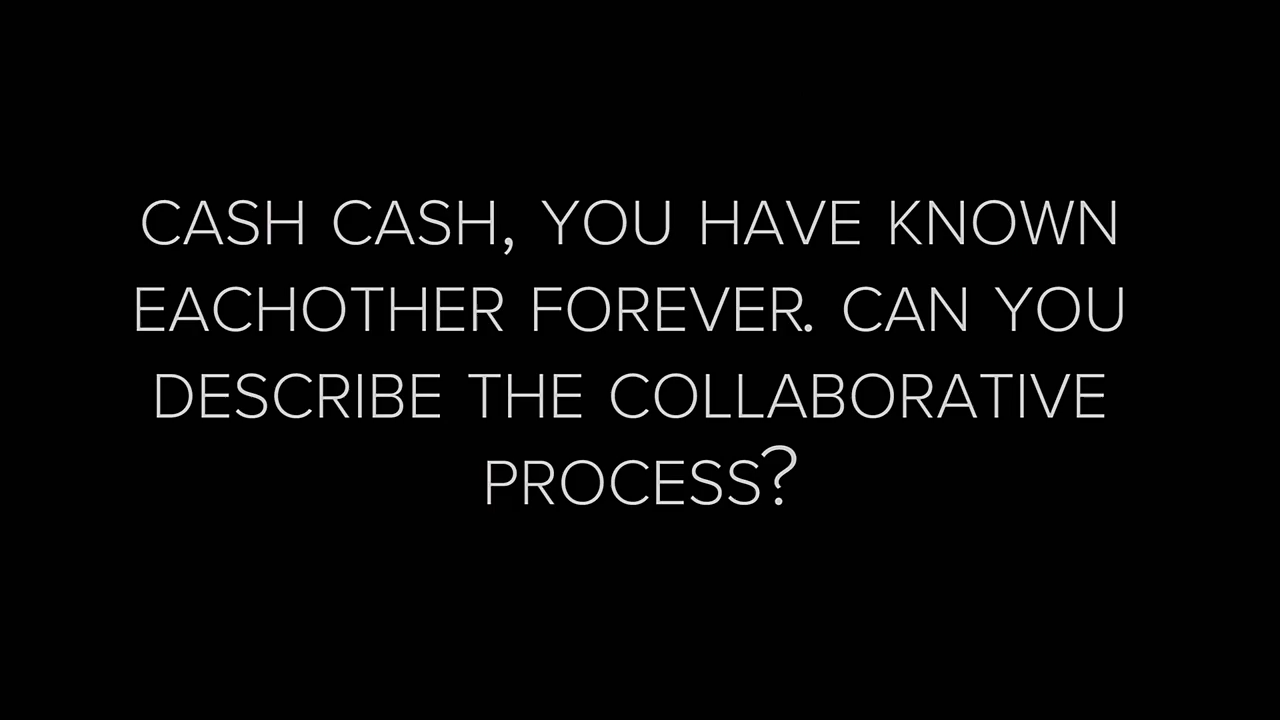 CASH CASH, YOU HAVE KNOWN
EACHOTHER FOREVER. CAN YOU
DESCRIBE THE COLLABORATIVE
PROCESS?